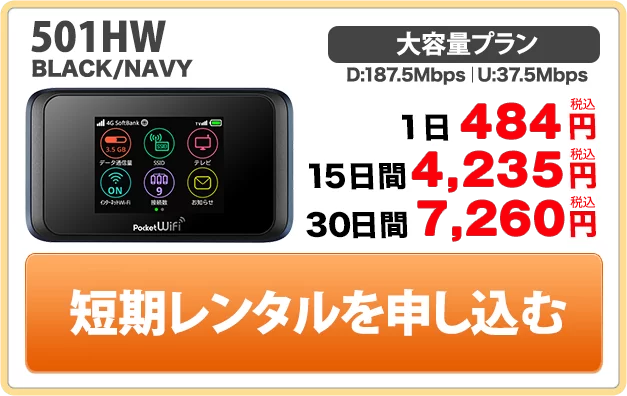 501HW
BLACK/NAVY
大容量プラン
D:187.5Mbps|U:37.5Mbps
1日 484円 税込
15日間 4,235円 税込
30日間 7,260円 税込
4G SoftBank
TV
3.5 GB
SSID
データ通信量
SSID
テレビ
ON
000
9
インターネットWi-Fi
接続数
お知らせ
Pocket WiFi
短期レンタルを申し込む